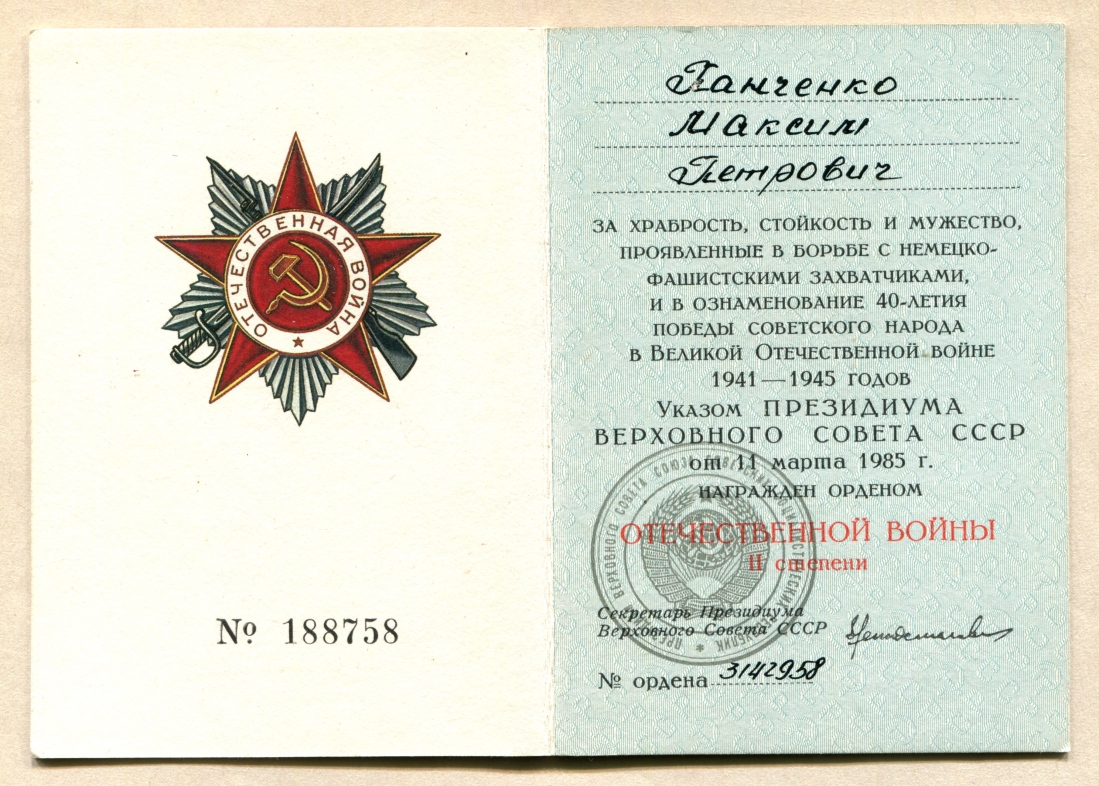 ОТЕЧЕСТВЕННАЯ ВОЙНА
№ 188758
Панченко
Максим
Петрович
ЗА ХРАБРОСТЬ, СТОЙКОСТЬ И МУЖЕСТВО,
ПРОЯВЛЕННЫЕ В БОРЬБЕ С НЕМЕЦКО-
ФАШИСТСКИМИ ЗАХВАТЧИКАМИ,
И В ОЗНАМЕНОВАНИЕ 40-ЛЕТИЯ
ПОБЕДЫ СОВЕТСКОГО НАРОДА
В ВЕЛИКОЙ ОТЕЧЕСТВЕННОЙ ВОЙНЕ
1941—1945 ГОДОВ
УКАЗОМ ПРЕЗИДИУМА
ВЕРХОВНОГО СОВЕТА СССР
от 11 марта 1985 г.
НАГРАЖДЕН ОРДЕНОМ
ОТЕЧЕСТВЕННОЙ ВОЙНЫ
II степени
Секретарь Президиума
Верховного Совета СССР
№ ордена 3142958